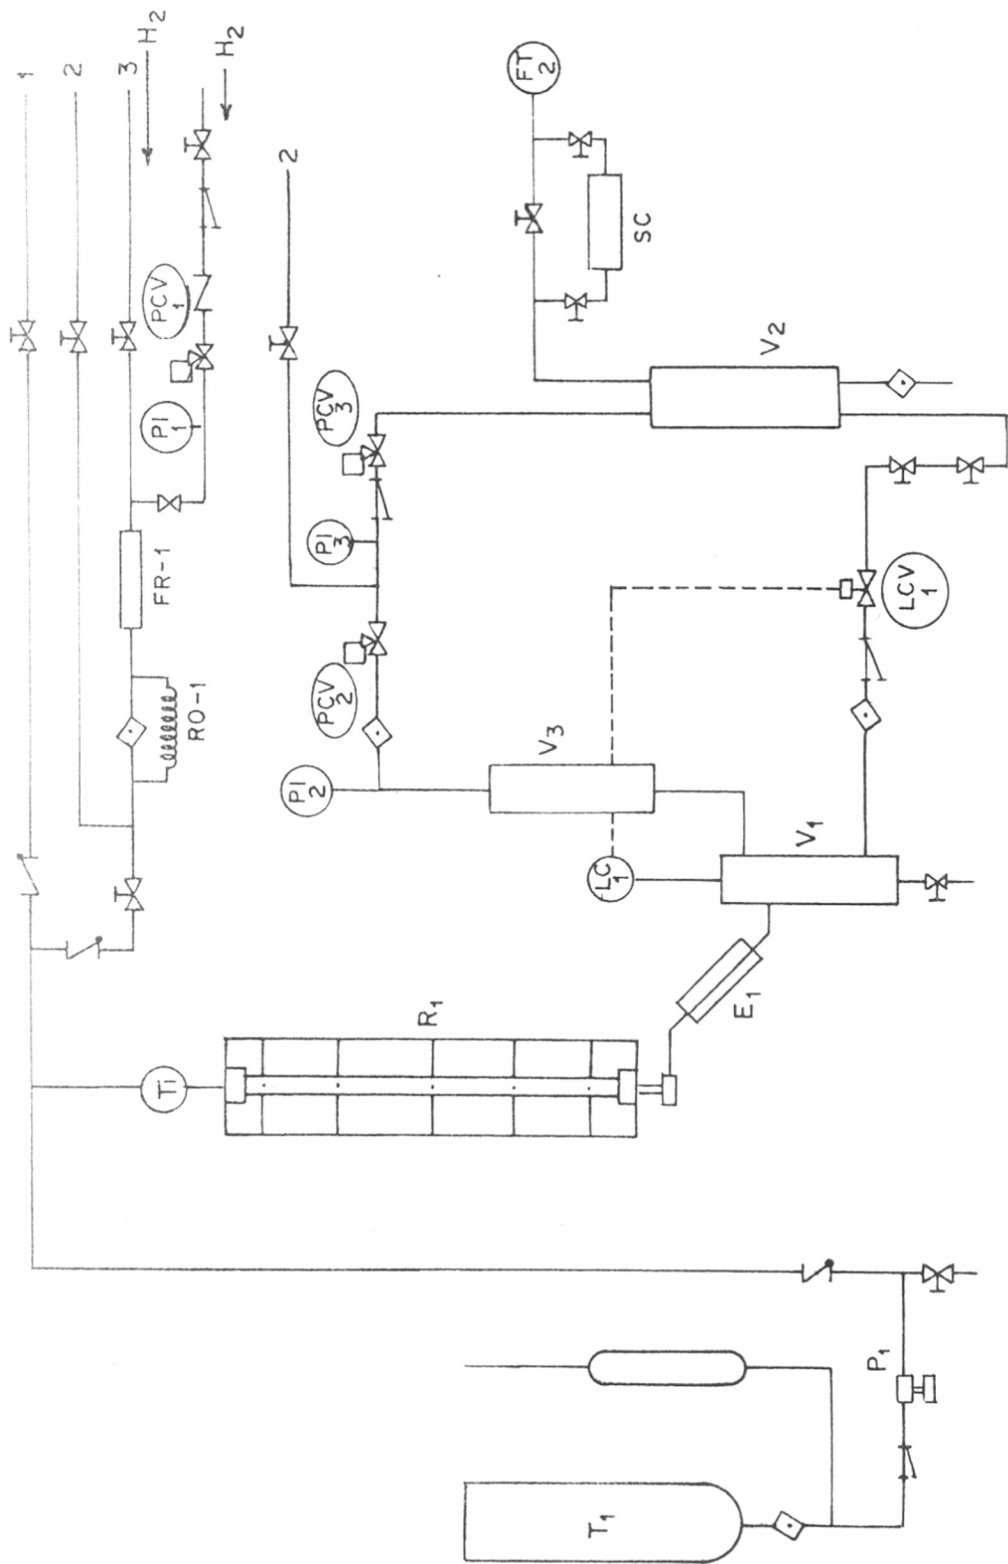 1
2
3
H2
H2
PCV 1
PI 1
FR-1
RO-1
2
PCV 3
PI 3
PCV 2
PI 2
FT 2
SC
V2
V3
LC 1
LCV 1
V1
E1
R1
Ti
P1
T1